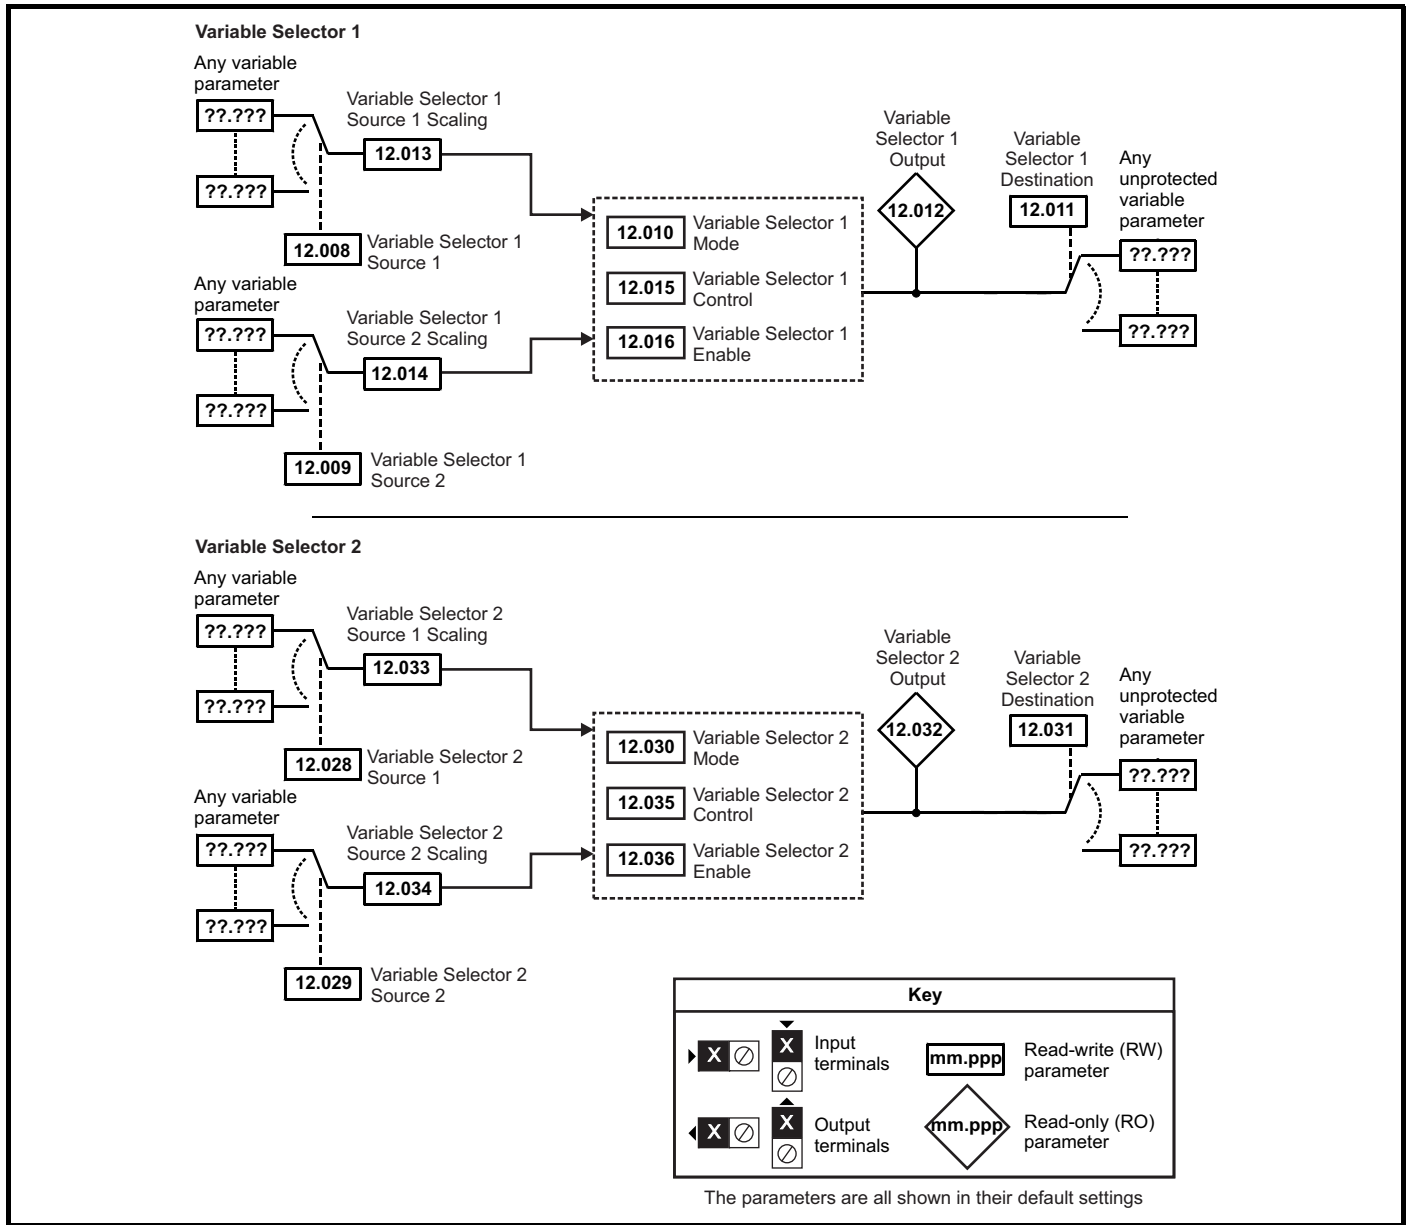 Variable Selector 1
Any variable
parameter
??.???
??.???
Variable Selector 1
Source 1 Scaling
12.013
12.008
Variable Selector 1
Source 1
Any variable
parameter
??.???
??.???
Variable Selector 1
Source 2 Scaling
12.014
12.009
Variable Selector 1
Source 2
12.010
Variable Selector 1
Mode
12.015
Variable Selector 1
Control
12.016
Variable Selector 1
Enable
Variable
Selector 1
Output
12.012
Variable
Selector 1
Destination
12.011
Any
unprotected
variable
parameter
??.???
??.???
Variable Selector 2
Any variable
parameter
??.???
??.???
Variable Selector 2
Source 1 Scaling
12.033
12.028
Variable Selector 2
Source 1
Any variable
parameter
??.???
??.???
Variable Selector 2
Source 2 Scaling
12.034
12.029
Variable Selector 2
Source 2
12.030
Variable Selector 2
Mode
12.035
Variable Selector 2
Control
12.036
Variable Selector 2
Enable
Variable
Selector 2
Output
12.032
Variable
Selector 2
Destination
12.031
Any
unprotected
variable
parameter
??.???
??.???
Key
X
X
Input
terminals
mm.ppp
Read-write (RW)
parameter
X
X
Output
terminals
mm.ppp
Read-only (RO)
parameter
The parameters are all shown in their default settings